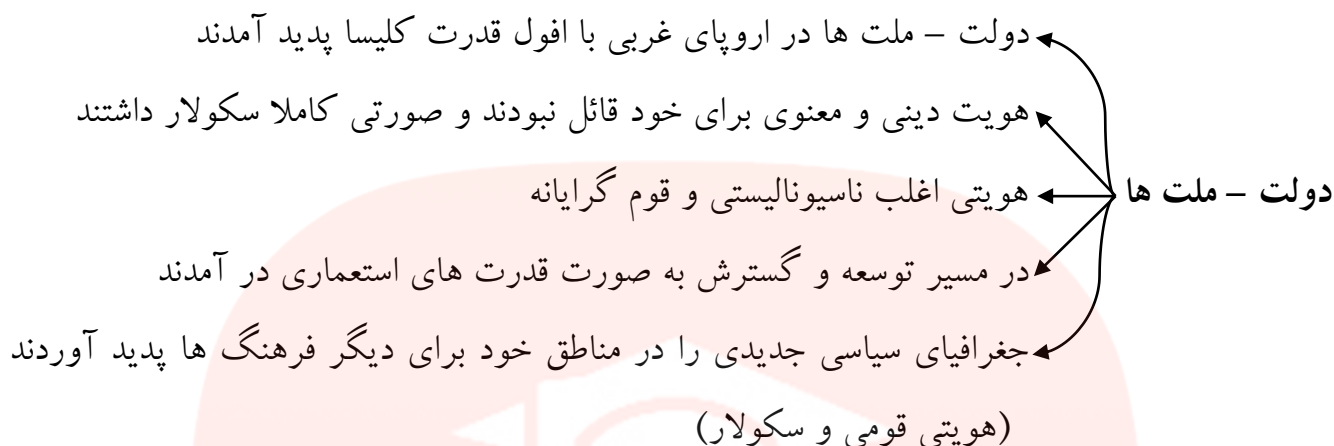 دولت – ملت ها در اروپای غربی با افول قدرت کلیسا پدید آمدند
هویت دینی و معنوی برای خود قائل نبودند و صورتی کاملا سکولار داشتند
دولت – ملت ها
هویتی اغلب ناسیونالیستی و قوم گرایانه
در مسیر توسعه و گسترش به صورت قدرت های استعماری در آمدند
جغرافیای سیاسی جدیدی را در مناطق خود برای دیگر فرهنگ ها پدید آوردند
(هویتی قومی و سکولار)